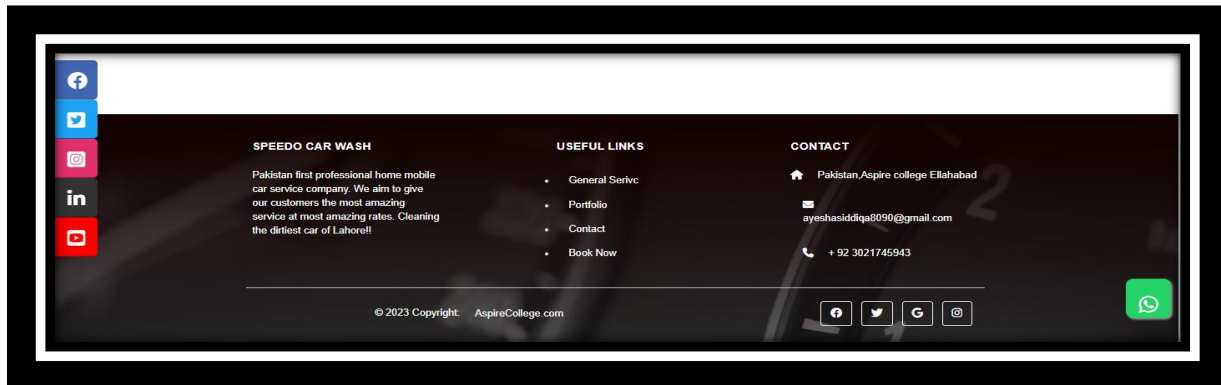 SPEEDO CAR WASH
Pakistan first professional home mobile
car service company. We aim to give
our customers the most amazing
service at most amazing rates. Cleaning
the dirtiest car of Lahore!!
USEFUL LINKS
General Serivc
Portfolio
Contact
Book Now
CONTACT
Pakistan,Aspire college Ellahabad
ayeshasiddiqa8090@gmail.com
+ 92 3021745943
© 2023 Copyright: AspireCollege.com